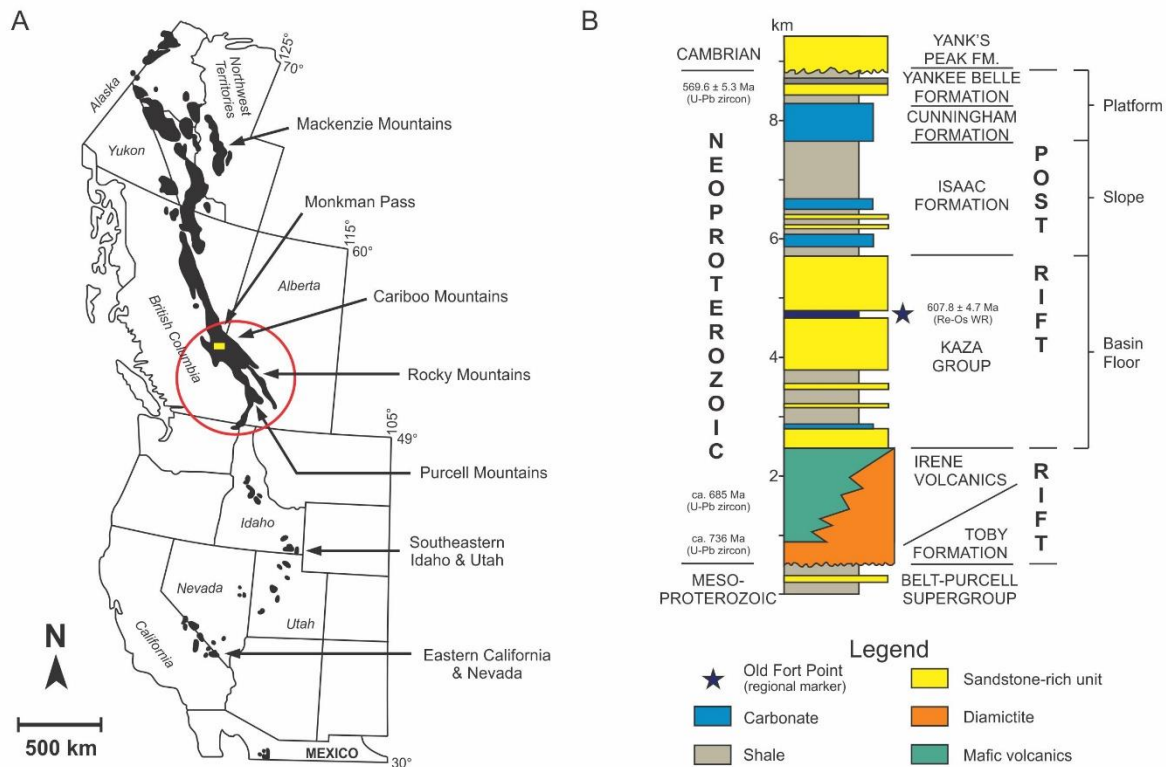 A
125°
70°
Alaska
Northwest
Territories
Yukon
Mackenzie Mountains
Monkman Pass
115°
60°
Alberta
Cariboo Mountains
British Columbia
Rocky Mountains
105°
49°
Purcell Mountains
Idaho
Southeastern
Idaho & Utah
Nevada
Utah
California
Eastern California
& Nevada
N
500 km
MEXICO
30°
B
km
CAMBRIAN
569.6 ± 5.3 Ma
(U-Pb zircon)
8
6
4
2
NEOPROTEROZOIC
ca. 685 Ma
(U-Pb zircon)
ca. 736 Ma
(U-Pb zircon)
MESO-
PROTEROZOIC
YANK'S
PEAK FM.
YANKEE BELLE
FORMATION
CUNNINGHAM
FORMATION
ISAAC
FORMATION
607.8 ± 4.7 Ma
(Re-Os WR)
KAZA
GROUP
IRENE
VOLCANICS
TOBY
FORMATION
BELT-PURCELL
SUPERGROUP
POST
RIFT
RIFT
Platform
Slope
Basin
Floor
Legend
Old Fort Point
(regional marker)
Sandstone-rich unit
Carbonate
Diamictite
Shale
Mafic volcanics